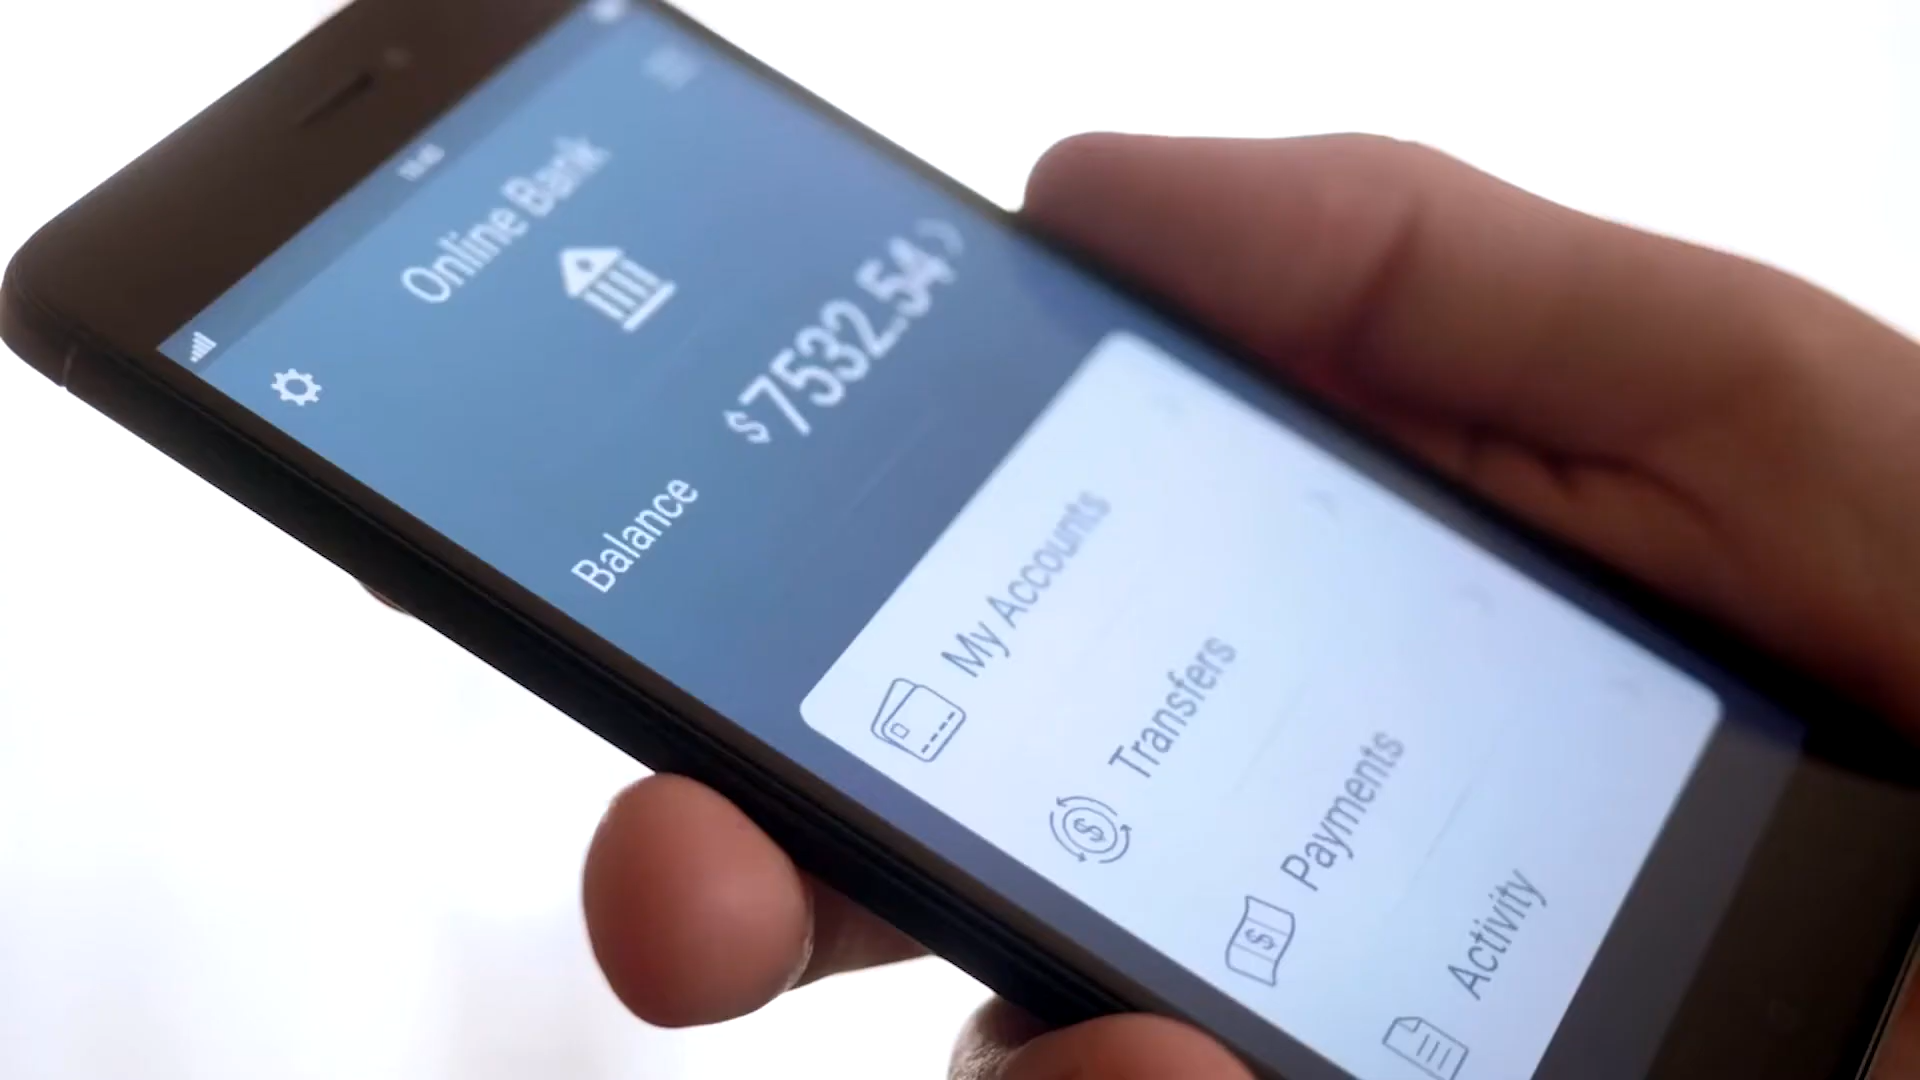 Online Bank
Balance
$7532.54
My Accounts
Transfers
Payments
Activity